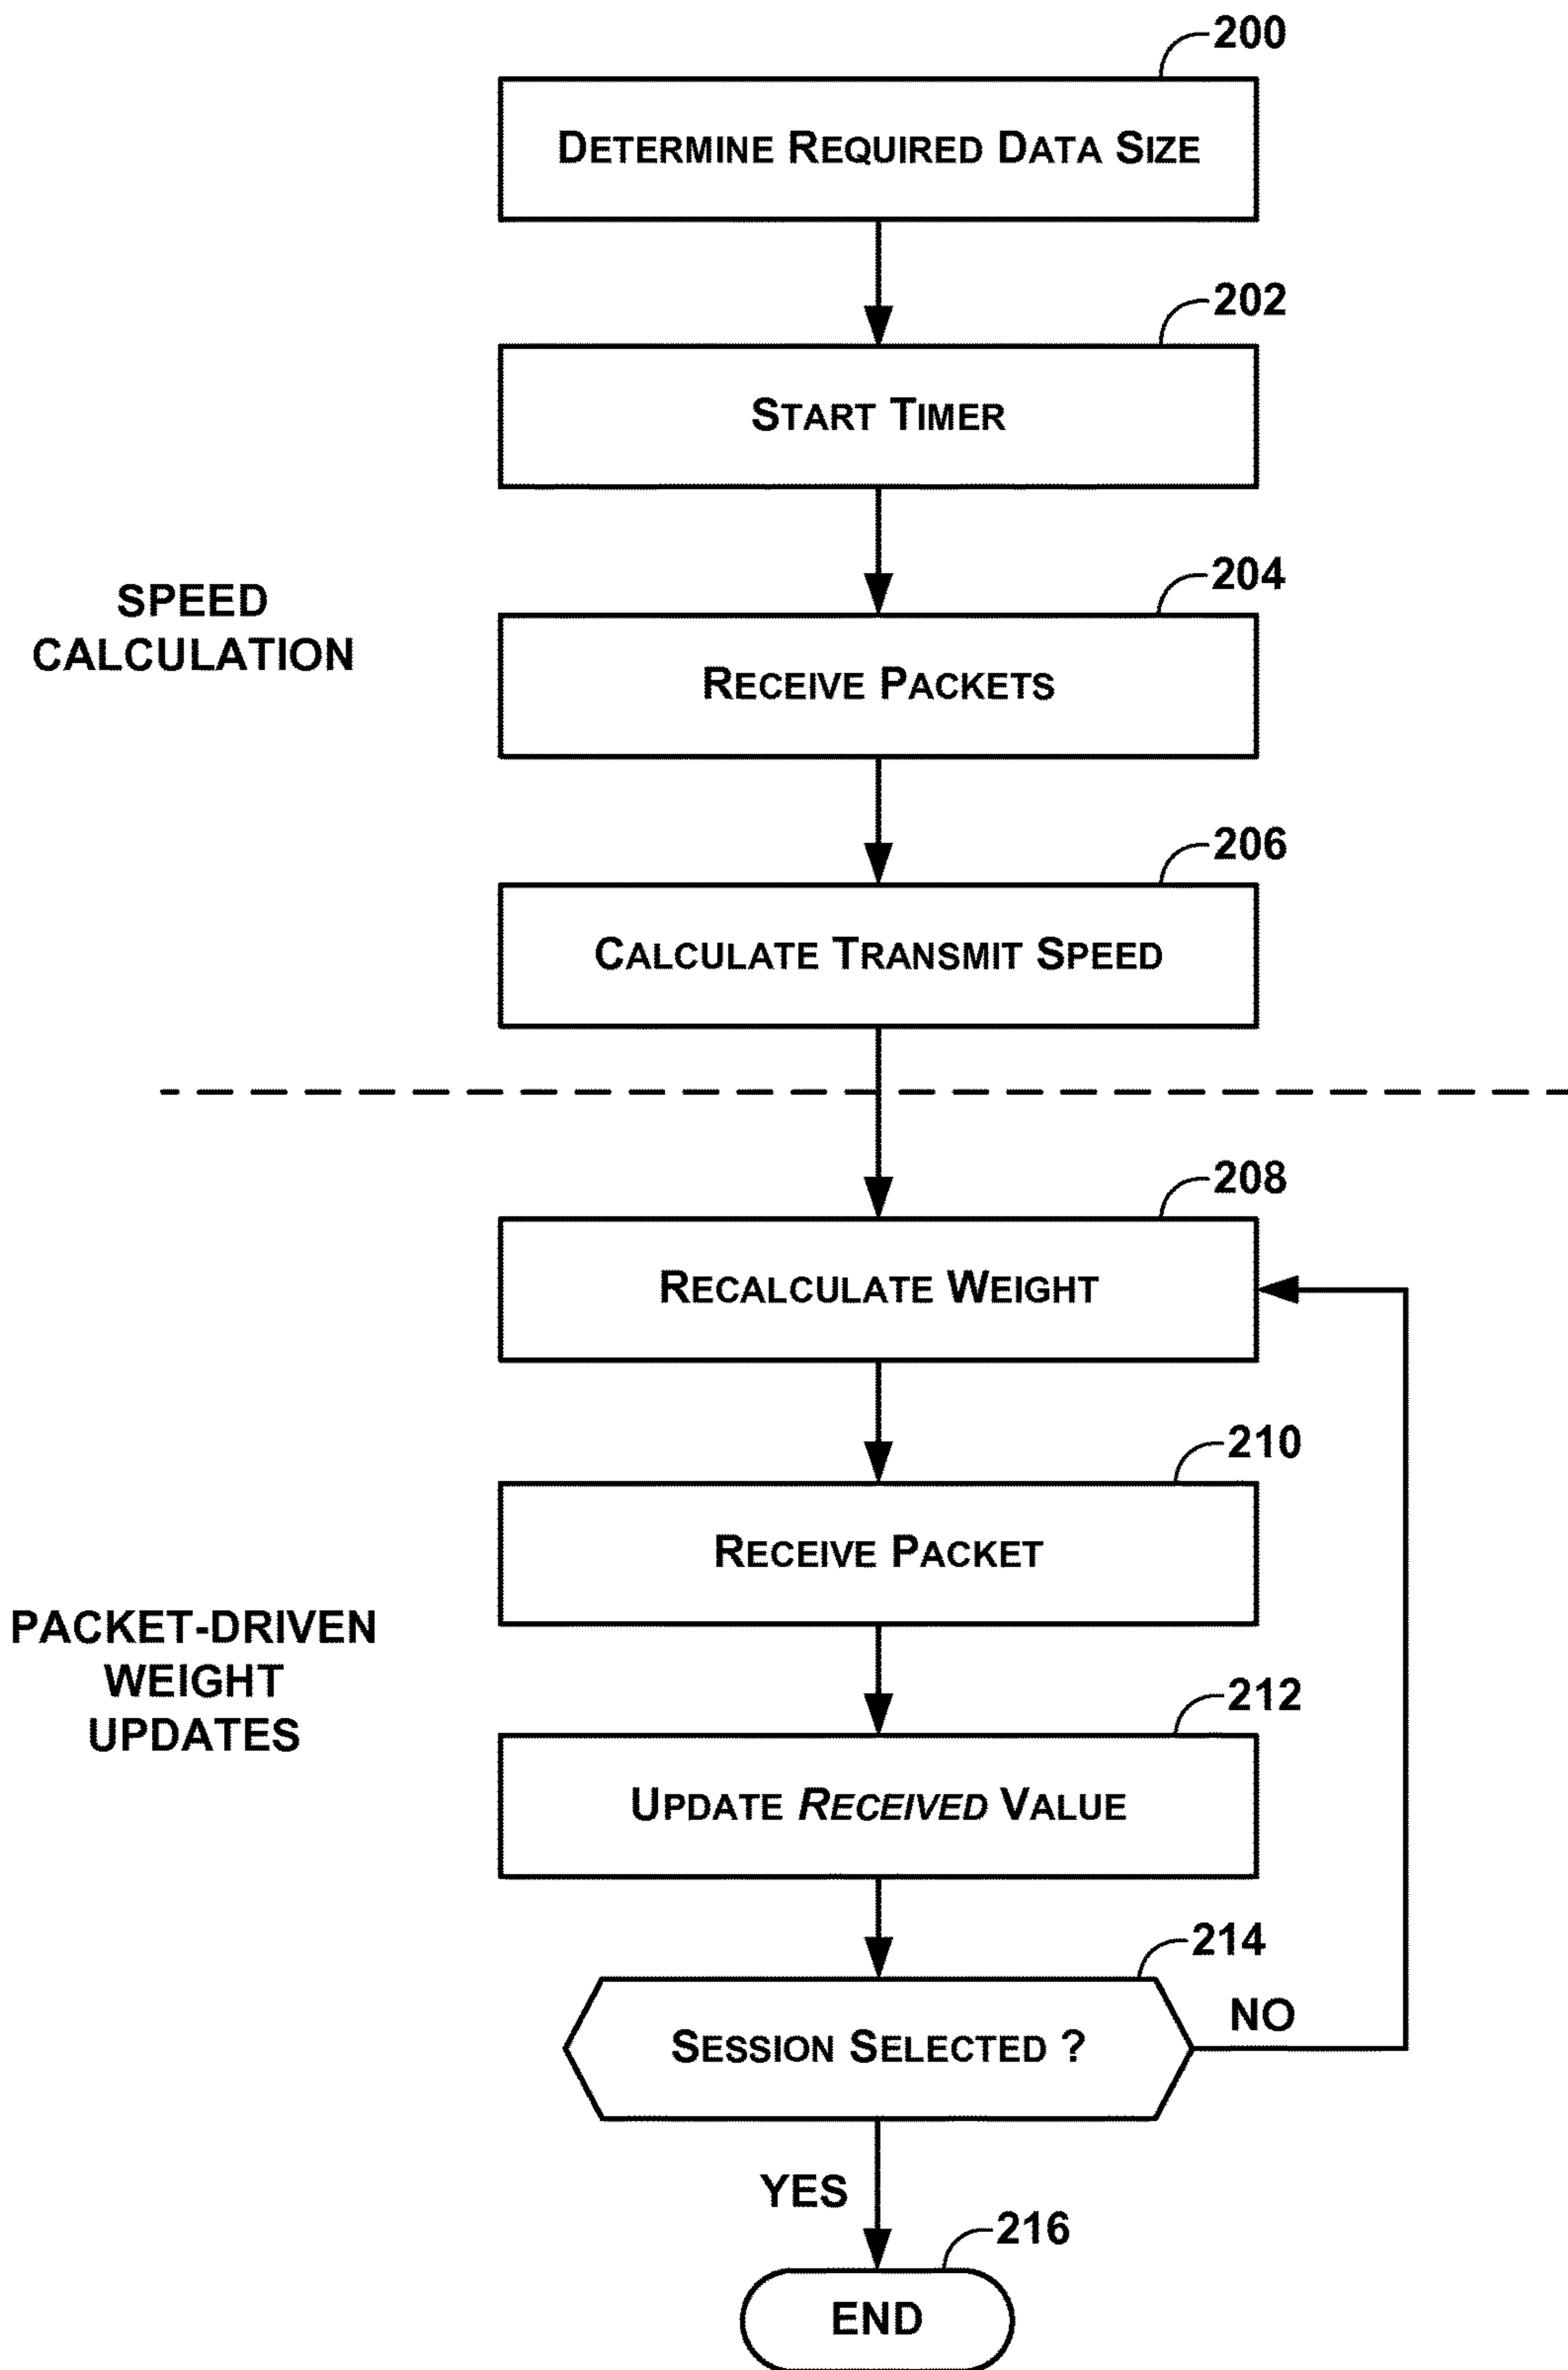 200
DETERMINE REQUIRED DATA SIZE
202
START TIMER
SPEED
CALCULATION
204
RECEIVE PACKETS
206
CALCULATE TRANSMIT SPEED
208
RECALCULATE WEIGHT
210
RECEIVE PACKET
PACKET-DRIVEN
WEIGHT
UPDATES
212
UPDATE RECEIVED VALUE
214
SESSION SELECTED ?
NO
YES
216
END